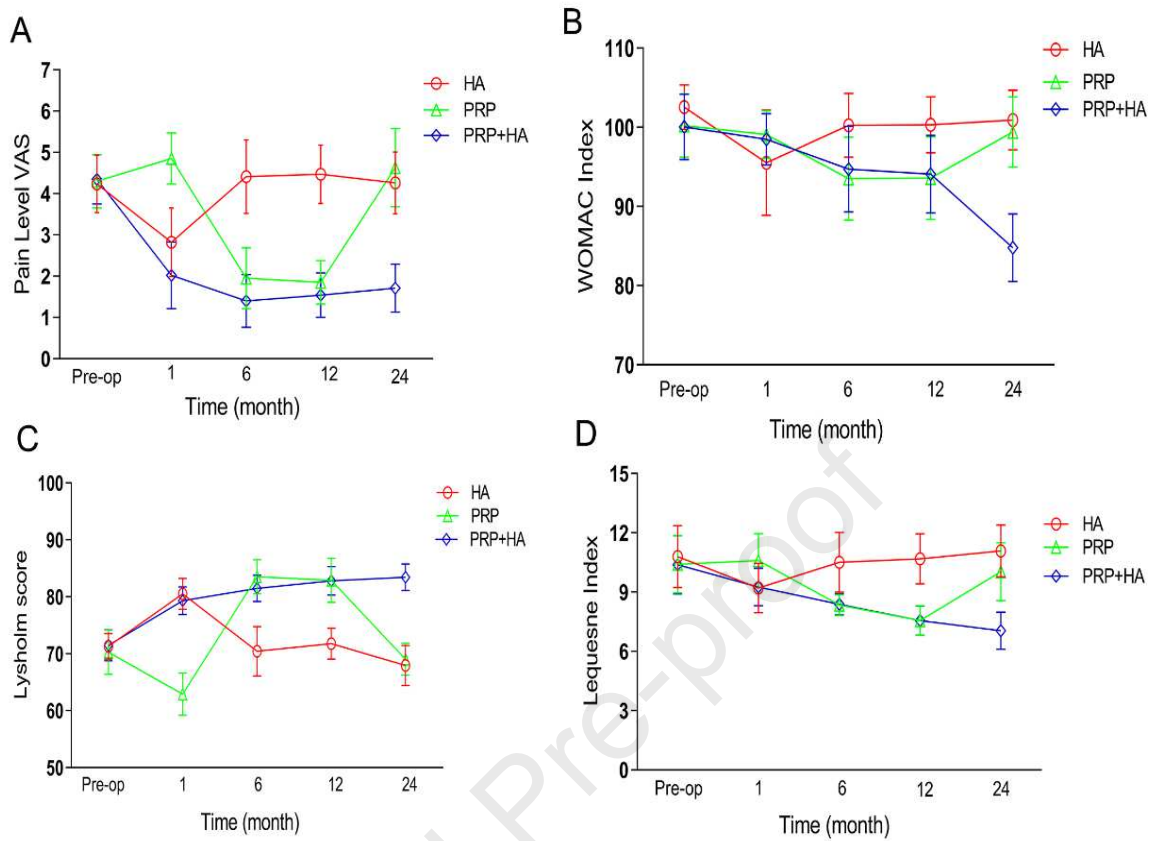 A
Pain Level VAS
7
6
5
4
3
2
1
0
Pre-op 1 6 12 24
Time (month)
HA
PRP
PRP+HA
B
WOMAC Index
110
100
90
80
70
Pre-op 1 6 12 24
Time (month)
HA
PRP
PRP+HA
C
Lysholm score
100
90
80
70
60
50
Pre-op 1 6 12 24
Time (month)
HA
PRP
PRP+HA
D
Lequesne Index
15
12
9
6
3
0
Pre-op 1 6 12 24
Time (month)
HA
PRP
PRP+HA
Pre-proof